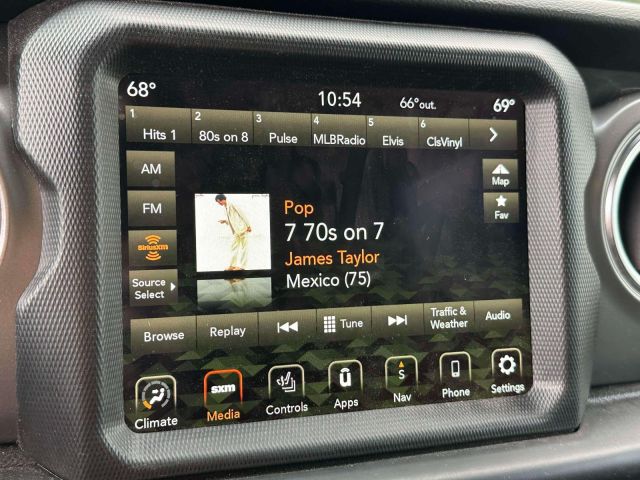 68°
10:54
66°out.
69°
1 2 3 4 5 6
Hits 1 80s on 8 Pulse MLBRadio Elvis ClsVinyl
AM
FM
SiriusXM
Source
Select
Pop
7 70s on 7
James Taylor
Mexico (75)
Map
Fav
Browse Replay Tune Traffic & Weather Audio
S
sxm
Climate Media Controls Apps Nav Phone Settings